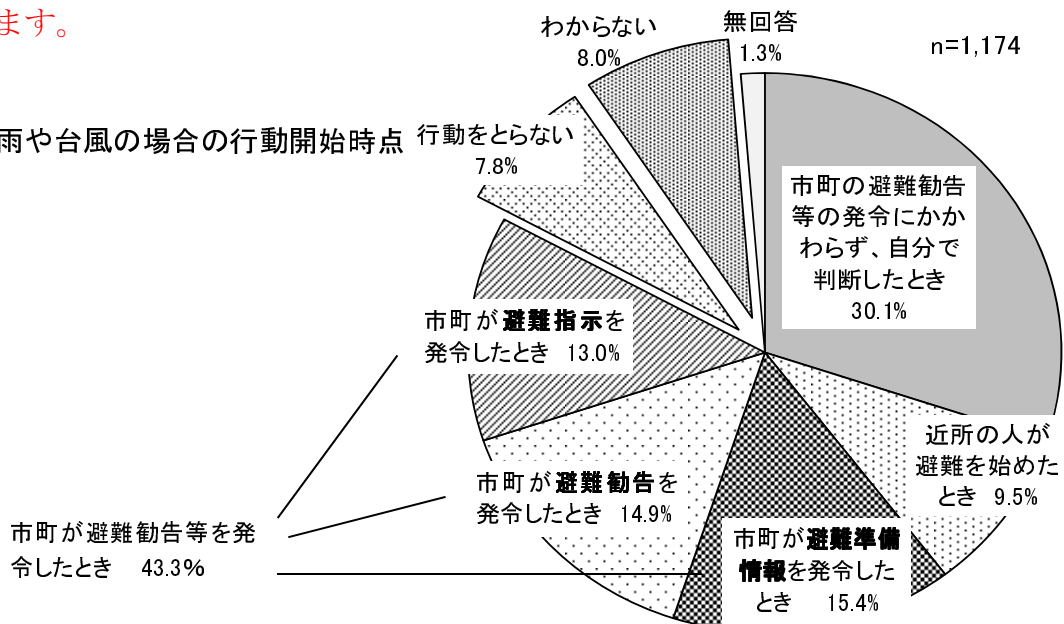 ます。
わからない
8.0%
無回答
1.3%
n=1,174
雨や台風の場合の行動開始時点
行動をとらない
7.8%
市町の避難勧告
等の発令にかか
わらず、自分で
判断したとき
30.1%
市町が避難指示を
発令したとき 13.0%
近所の人が
避難を始めた
とき 9.5%
市町が避難勧告を
発令したとき 14.9%
市町が避難勧告等を発
令したとき 43.3%
市町が避難準備
情報を発令した
とき 15.4%